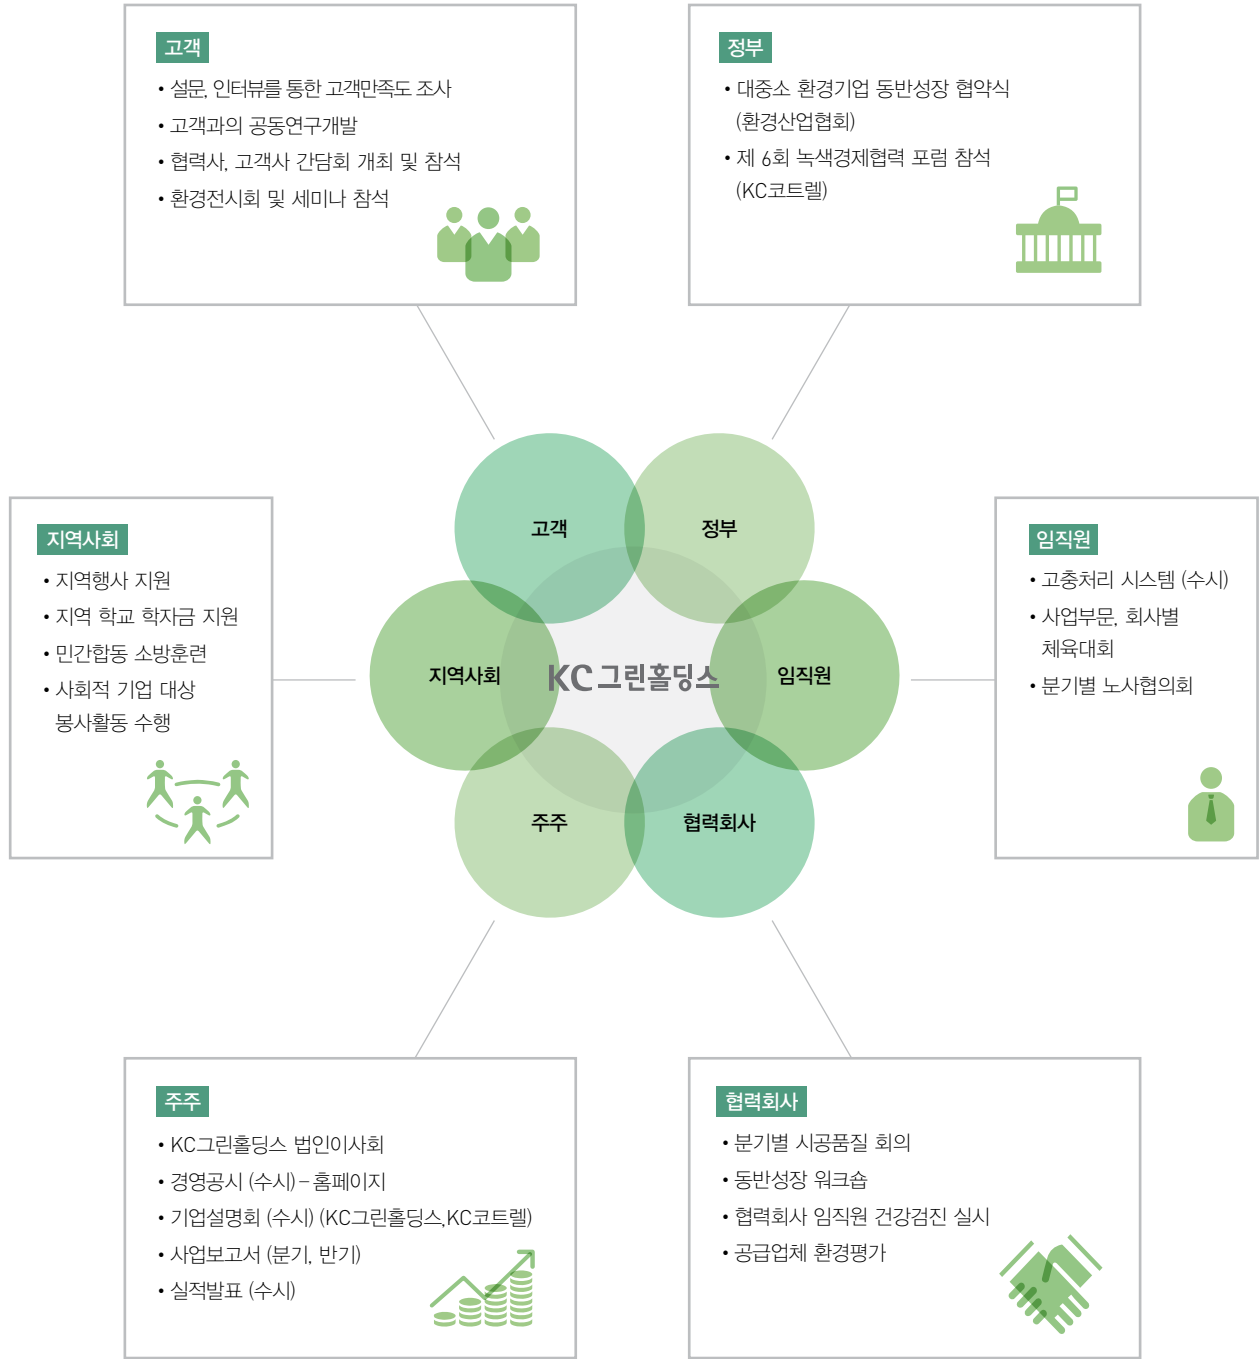 고객
• 설문, 인터뷰를 통한 고객만족도 조사
• 고객과의 공동연구개발
• 협력사, 고객사 간담회 개최 및 참석
• 환경전시회 및 세미나 참석
정부
• 대중소 환경기업 동반성장 협약식
(환경산업협회)
• 제 6회 녹색경제협력 포럼 참석
(KC코트렐)
지역사회
• 지역행사 지원
• 지역 학교 학자금 지원
• 민간합동 소방훈련
• 사회적 기업 대상
봉사활동 수행
고객
정부
지역사회
KC그린홀딩스
임직원
주주
협력회사
임직원
• 고충처리 시스템 (수시)
• 사업부문, 회사별
체육대회
• 분기별 노사협의회
주주
• KC그린홀딩스 법인이사회
• 경영공시 (수시) – 홈페이지
• 기업설명회 (수시) (KC그린홀딩스,KC코트렐)
• 사업보고서 (분기, 반기)
• 실적발표 (수시)
협력회사
• 분기별 시공품질 회의
• 동반성장 워크숍
• 협력회사 임직원 건강검진 실시
• 공급업체 환경평가